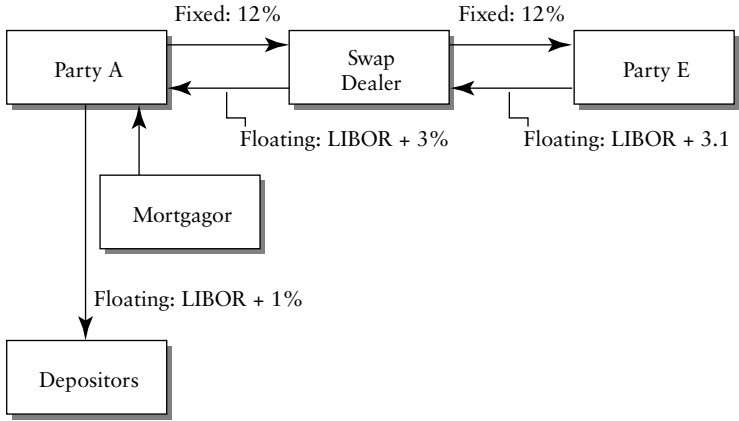 Fixed: 12%
Fixed: 12%
Party A
Swap
Dealer
Party E
Floating: LIBOR + 3%
Floating: LIBOR + 3.1
Mortgagor
Floating: LIBOR + 1%
Depositors